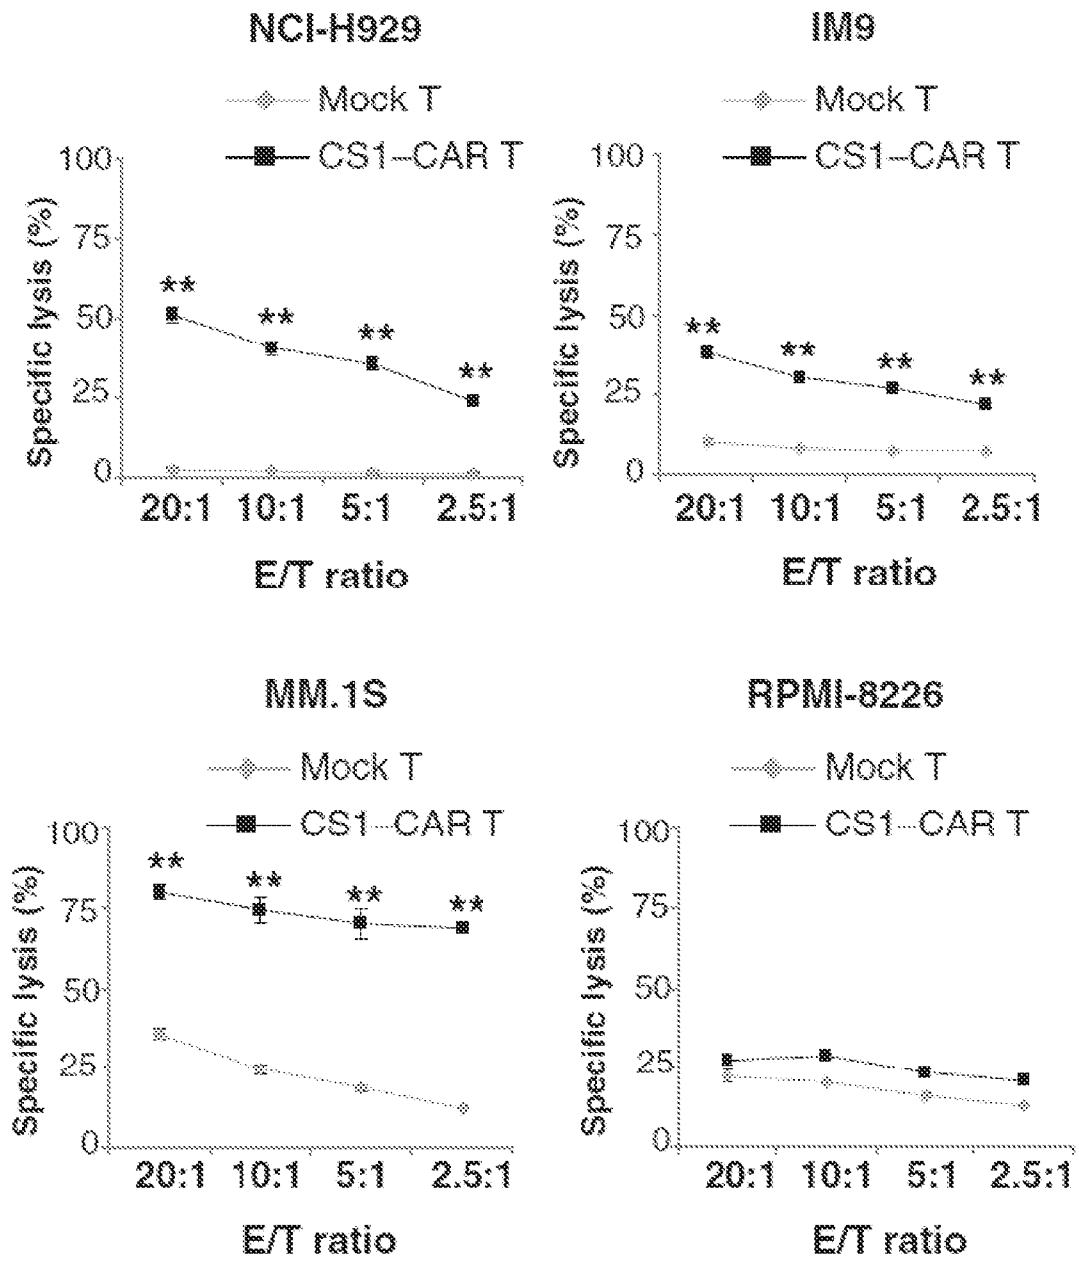 NCI-H929
Mock T
CS1–CAR T
100
75
50
25
0
Specific lysis (%)
**
**
**
**
20:1 10:1 5:1 2.5:1
E/T ratio
IM9
Mock T
CS1–CAR T
100
75
50
25
0
Specific lysis (%)
**
**
**
**
20:1 10:1 5:1 2.5:1
E/T ratio
MM.1S
Mock T
CS1–CAR T
100
75
50
25
0
Specific lysis (%)
**
**
**
**
20:1 10:1 5:1 2.5:1
E/T ratio
RPMI-8226
Mock T
CS1–CAR T
100
75
50
25
0
Specific lysis (%)
20:1 10:1 5:1 2.5:1
E/T ratio